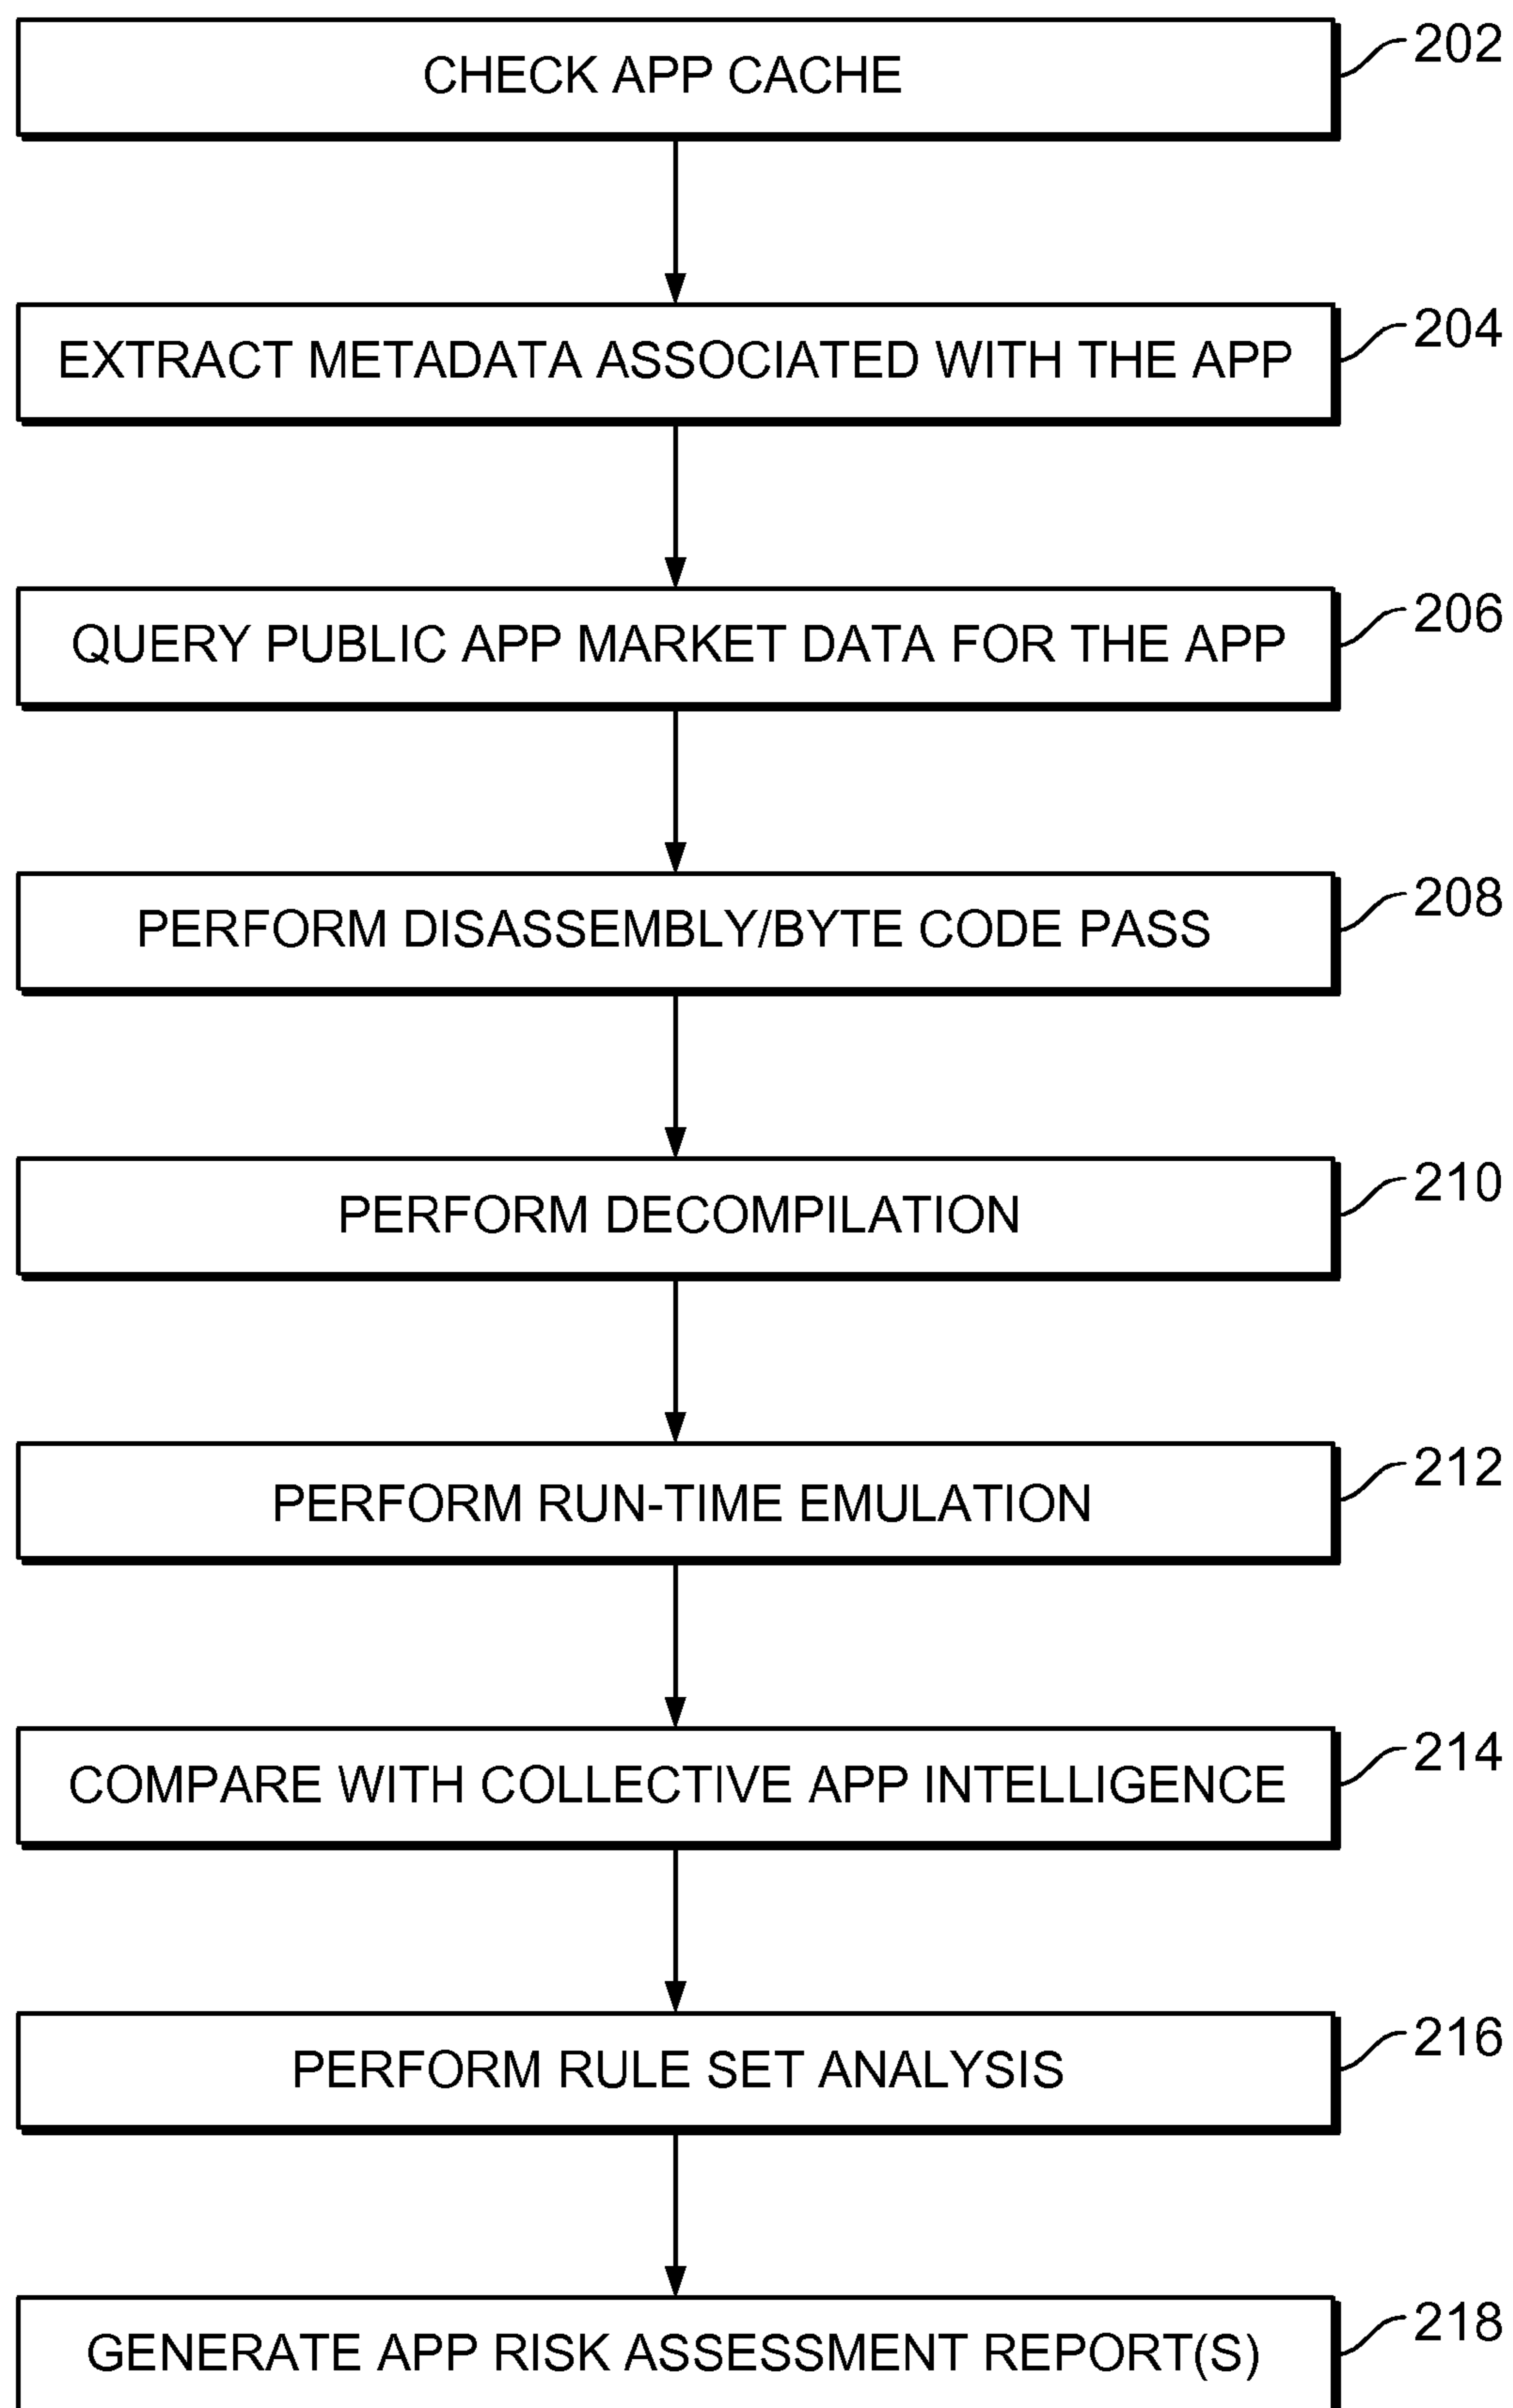 CHECK APP CACHE
202
EXTRACT METADATA ASSOCIATED WITH THE APP
204
QUERY PUBLIC APP MARKET DATA FOR THE APP
206
PERFORM DISASSEMBLY/BYTE CODE PASS
208
PERFORM DECOMPILATION
210
PERFORM RUN-TIME EMULATION
212
COMPARE WITH COLLECTIVE APP INTELLIGENCE
214
PERFORM RULE SET ANALYSIS
216
GENERATE APP RISK ASSESSMENT REPORT(S)
218